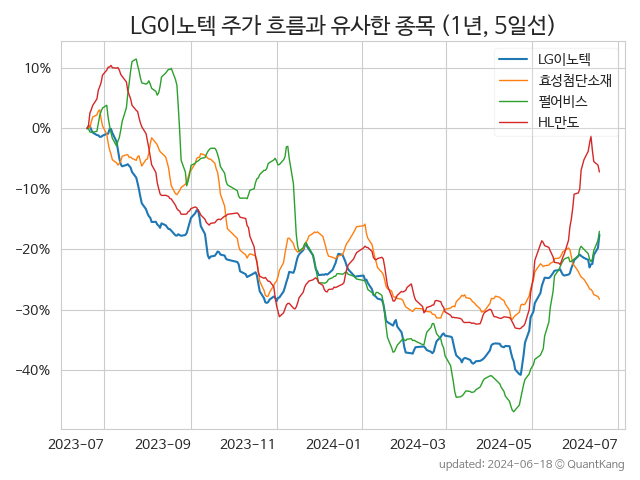 LG이노텍 주가 흐름과 유사한 종목 (1년, 5일선)
LG이노텍
효성첨단소재
펄어비스
HL만도
10%
0%
−10%
−20%
−30%
−40%
2023-07 2023-09 2023-11 2024-01 2024-03 2024-05 2024-07
updated: 2024-06-18 © QuantKang